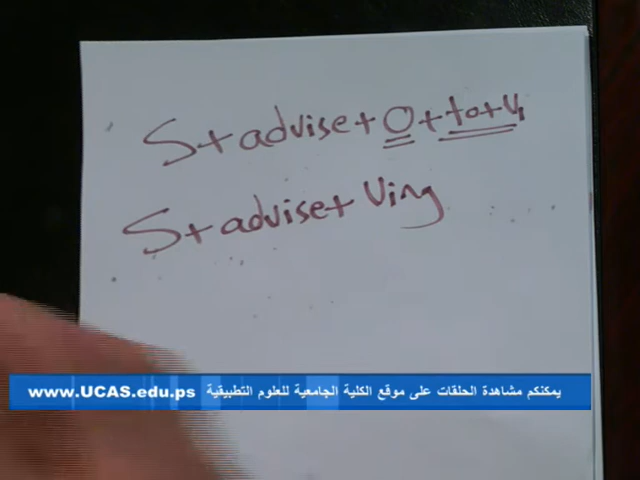 S+ advise + O + to + V1
S+ advise + Ving
www.UCAS.edu.ps يمكنكم مشاهدة الحلقات على موقع الكلية الجامعية للعلوم التطبيقية